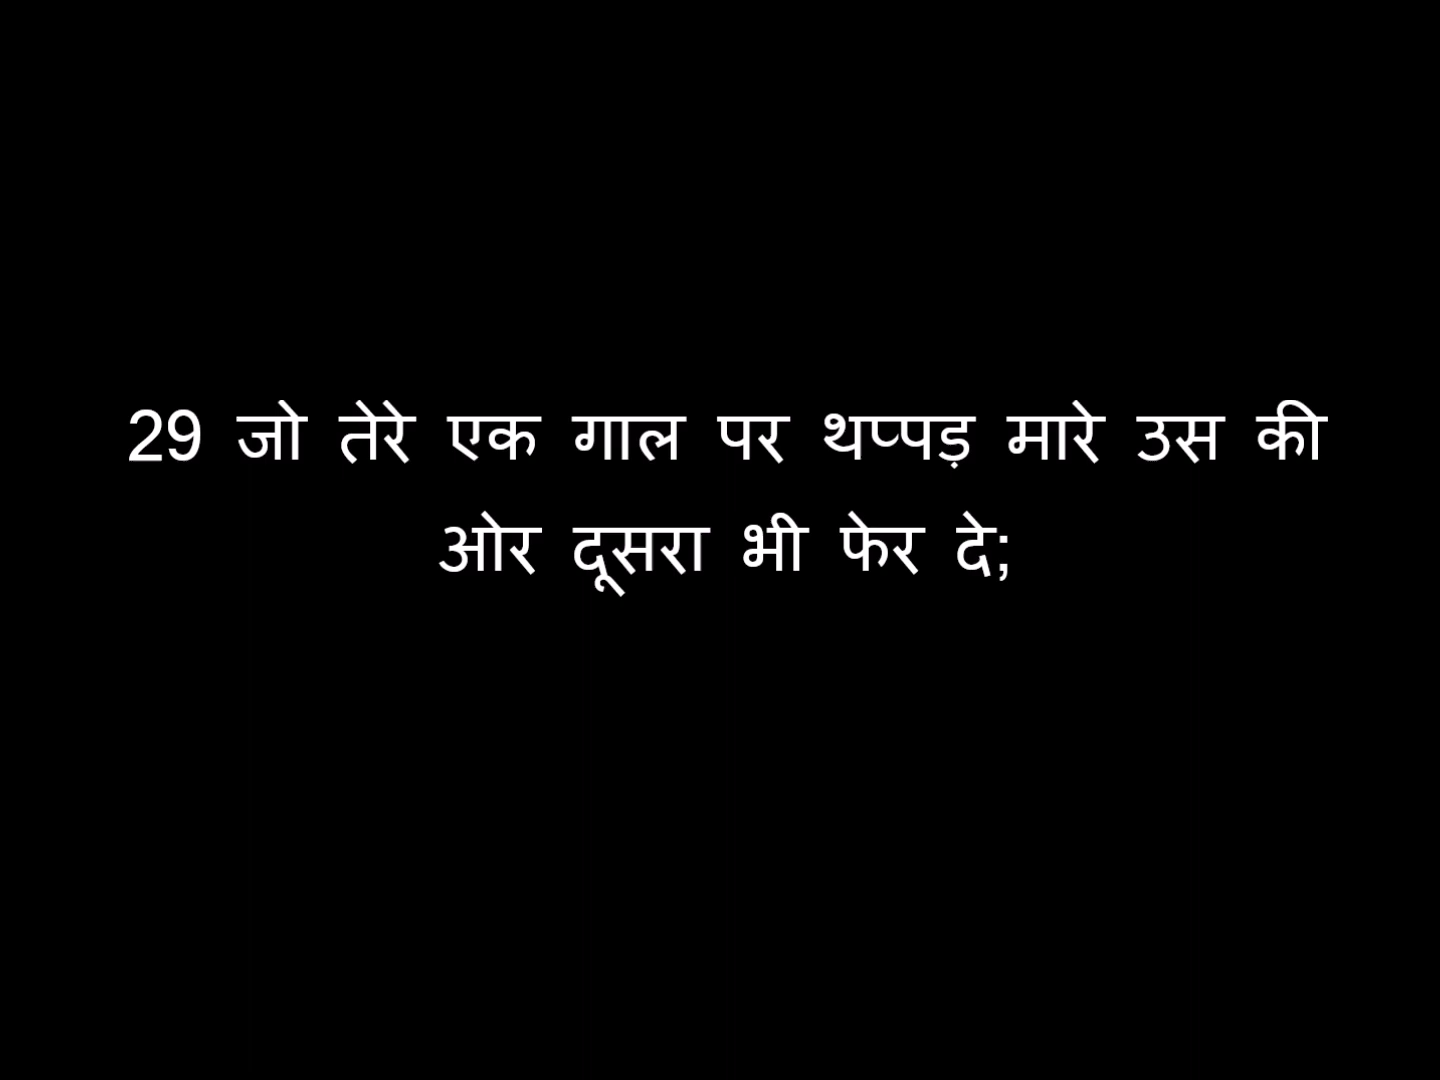 29 जो तेरे एक गाल पर थप्पड़ मारे उस की
ओर दूसरा भी फेर दे;